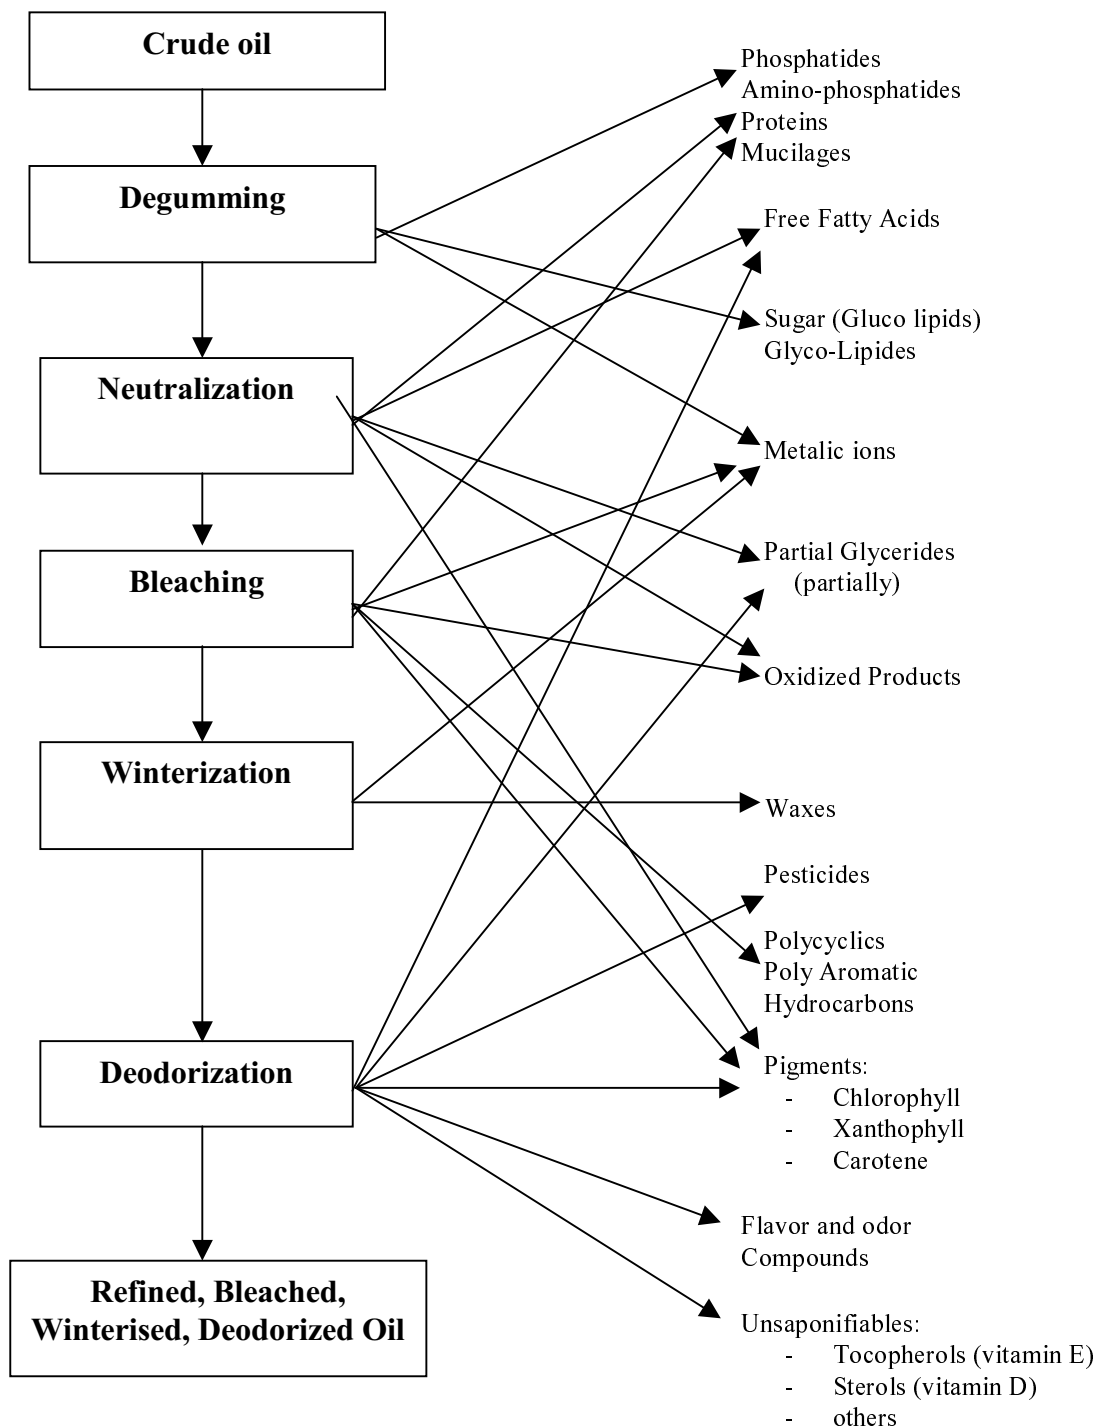 Crude oil
Degumming
Neutralization
Bleaching
Winterization
Deodorization
Refined, Bleached,
Winterised, Deodorized Oil
Phosphatides
Amino-phosphatides
Proteins
Mucilages
Free Fatty Acids
Sugar (Gluco lipids)
Glyco-Lipides
Metalic ions
Partial Glycerides
(partially)
Oxidized Products
Waxes
Pesticides
Polycyclics
Poly Aromatic
Hydrocarbons
Pigments:
- Chlorophyll
- Xanthophyll
- Carotene
Flavor and odor
Compounds
Unsaponifiables:
- Tocopherols (vitamin E)
- Sterols (vitamin D)
- others